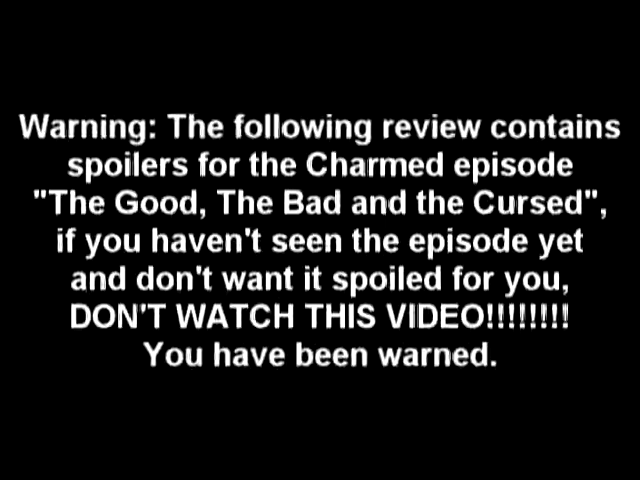 Warning: The following review contains
spoilers for the Charmed episode
"The Good, The Bad and the Cursed",
if you haven't seen the episode yet
and don't want it spoiled for you,
DON'T WATCH THIS VIDEO!!!!!!!!
You have been warned.